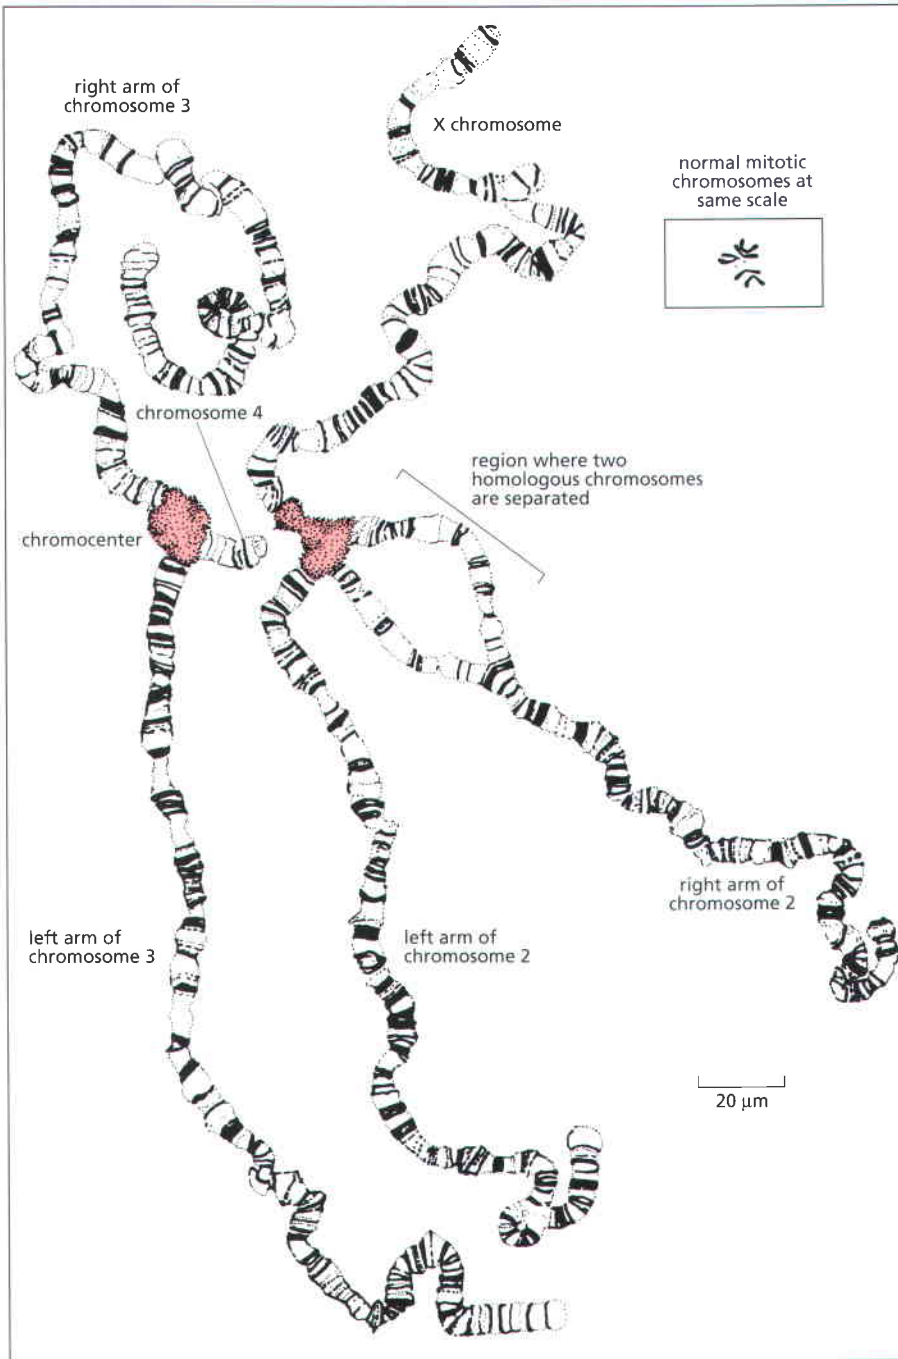 right arm of
chromosome 3
X chromosome
normal mitotic
chromosomes at
same scale
chromosome 4
region where two
homologous chromosomes
are separated
chromocenter
right arm of
chromosome 2
left arm of
chromosome 3
left arm of
chromosome 2
20 μm